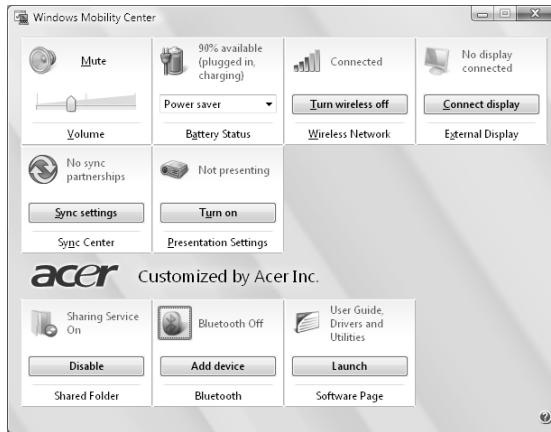 Windows Mobility Center
Mute
Volume
90% available
(plugged in,
charging)
Power saver
Battery Status
Connected
Turn wireless off
Wireless Network
No display
connected
Connect display
External Display
No sync
partnerships
Sync settings
Sync Center
Not presenting
Turn on
Presentation Settings
acer Customized by Acer Inc.
Sharing Service
On
Disable
Shared Folder
Bluetooth Off
Add device
Bluetooth
User Guide,
Drivers and
Utilities
Launch
Software Page